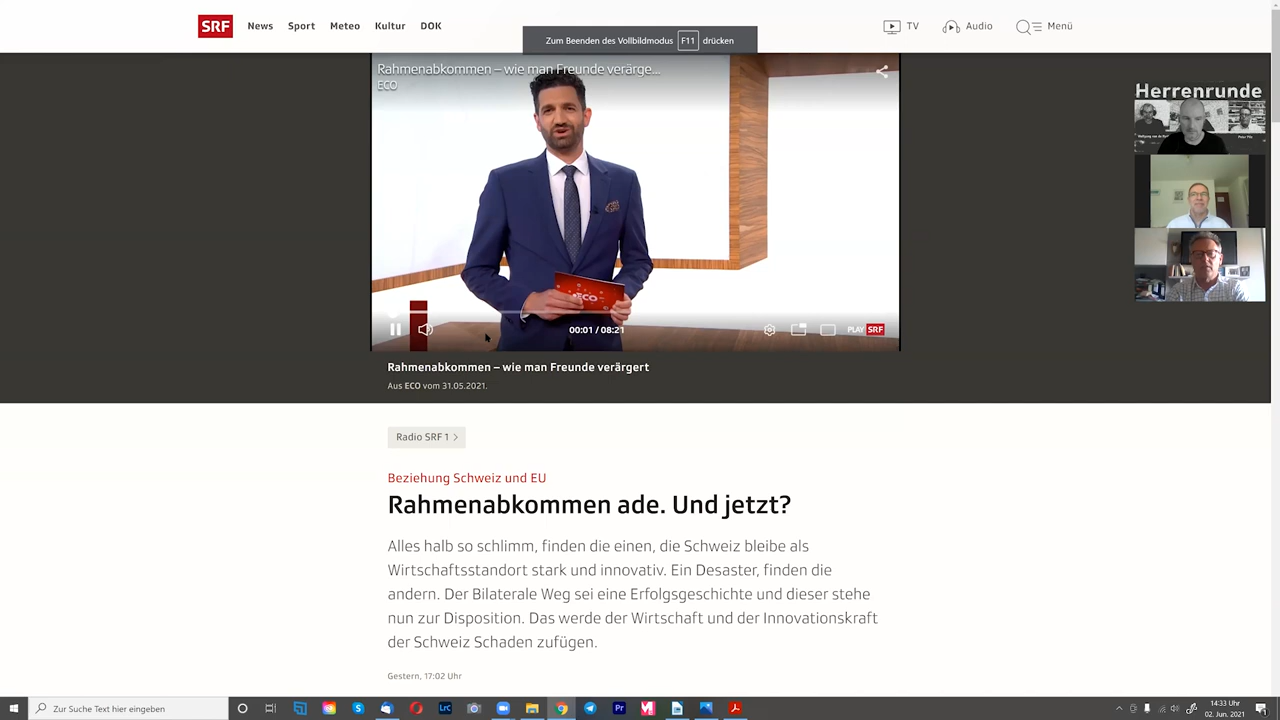 SRF News Sport Meteo Kultur DOK TV Audio Menü
Zum Beenden des Vollbildmodus F11 drücken
Rahmenabkommen – wie man Freunde verärge...
ECO
Herrenrunde
Peter
ECO
00:01 / 08:21
PLAY SRF
Rahmenabkommen – wie man Freunde verärgert
Aus ECO vom 31.05.2021.
Radio SRF 1
Beziehung Schweiz und EU
Rahmenabkommen ade. Und jetzt?
Alles halb so schlimm, finden die einen, die Schweiz bleibe als
Wirtschaftsstandort stark und innovativ. Ein Desaster, finden die
andern. Der Bilaterale Weg sei eine Erfolgsgeschichte und dieser stehe
nun zur Disposition. Das werde der Wirtschaft und der Innovationskraft
der Schweiz Schaden zufügen.
Gestern, 17:02 Uhr
Zur Suche Text hier eingeben
LrC
Pr
14:33 Uhr
02. Jun. 2021